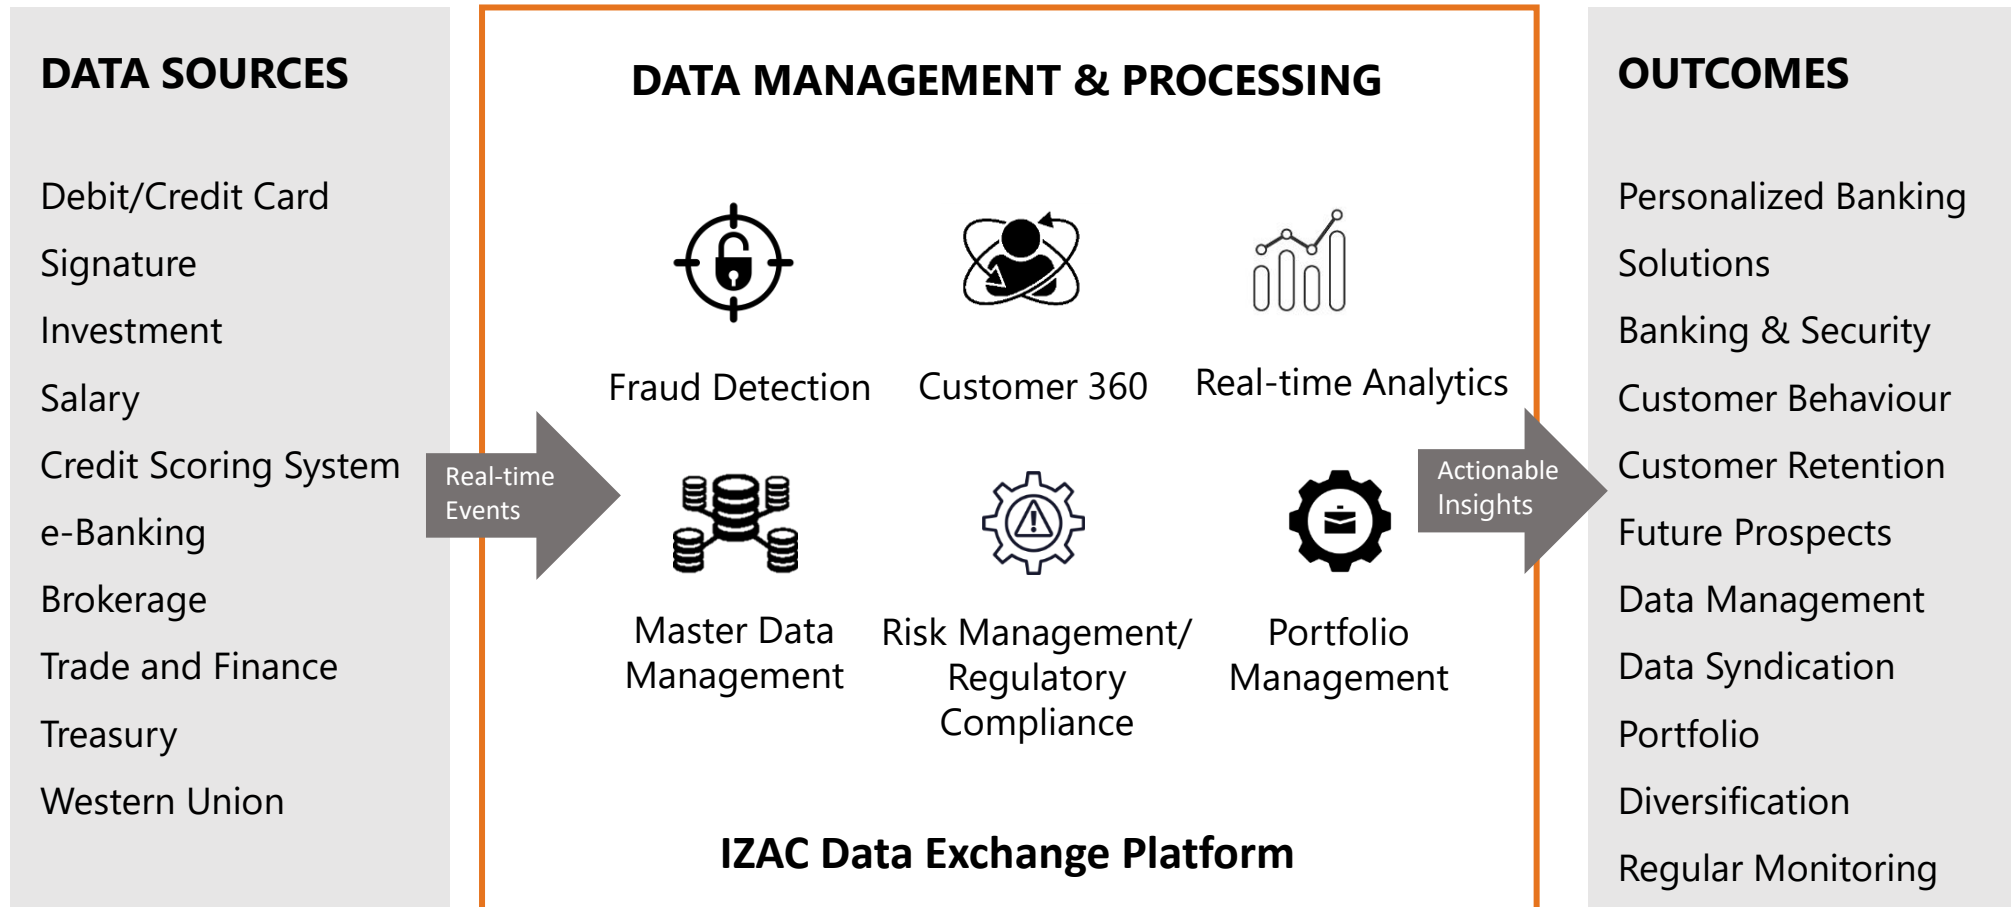 DATA SOURCES
Debit/Credit Card
Signature
Investment
Salary
Credit Scoring System
e-Banking
Brokerage
Trade and Finance
Treasury
Western Union
Real-time
Events
DATA MANAGEMENT & PROCESSING
Fraud Detection
Customer 360
Real-time Analytics
Master Data
Management
Risk Management/
Regulatory
Compliance
Portfolio
Management
IZAC Data Exchange Platform
Actionable
Insights
OUTCOMES
Personalized Banking
Solutions
Banking & Security
Customer Behaviour
Customer Retention
Future Prospects
Data Management
Data Syndication
Portfolio
Diversification
Regular Monitoring